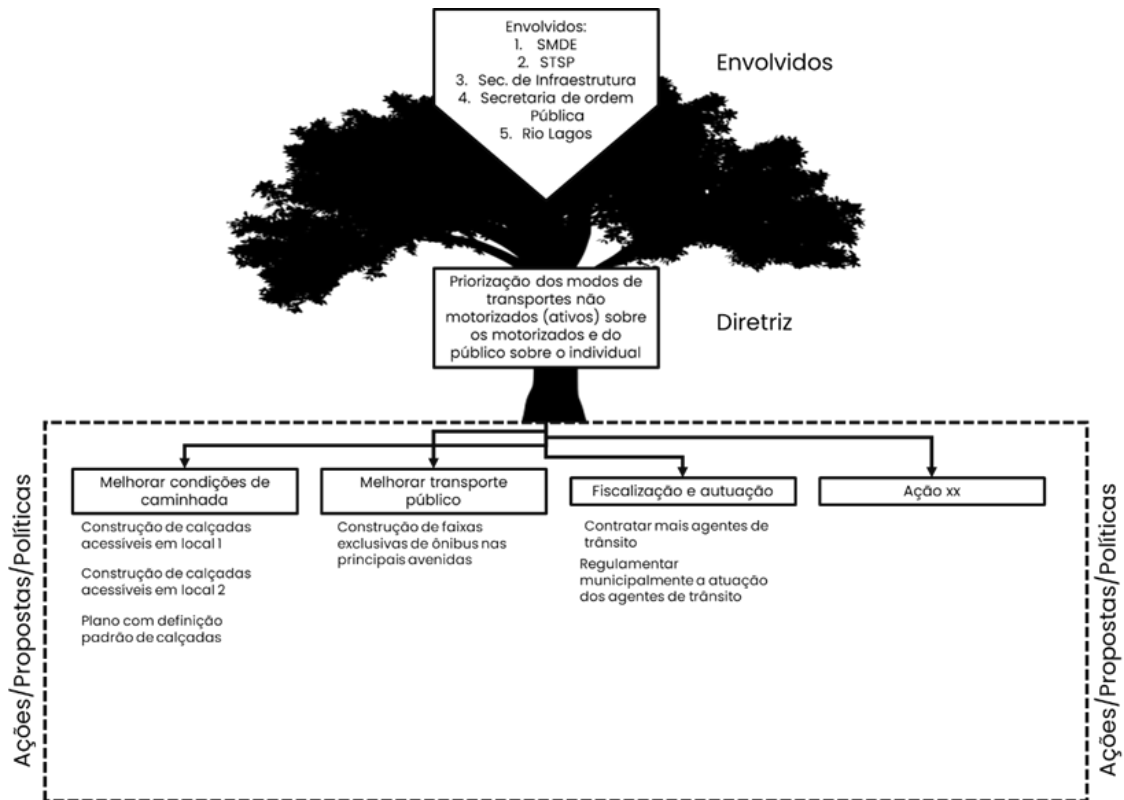 Envolvidos:
1. SMDE
2. STSP
3. Sec. de Infraestrutura
4. Secretaria de ordem
Pública
5. Rio Lagos
Envolvidos
Priorização dos modos de
transportes não
motorizados (ativos) sobre
os motorizados e do
público sobre o individual
Diretriz
Ações/Propostas/Políticas
Melhorar condições de
caminhada
Construção de calçadas
acessíveis em local 1
Construção de calçadas
acessíveis em local 2
Plano com definição
padrão de calçadas
Melhorar transporte
público
Construção de faixas
exclusivas de ônibus nas
principais avenidas
Fiscalização e autuação
Contratar mais agentes de
trânsito
Regulamentar
municipalmente a atuação
dos agentes de trânsito
Ação xx
Ações/Propostas/Políticas